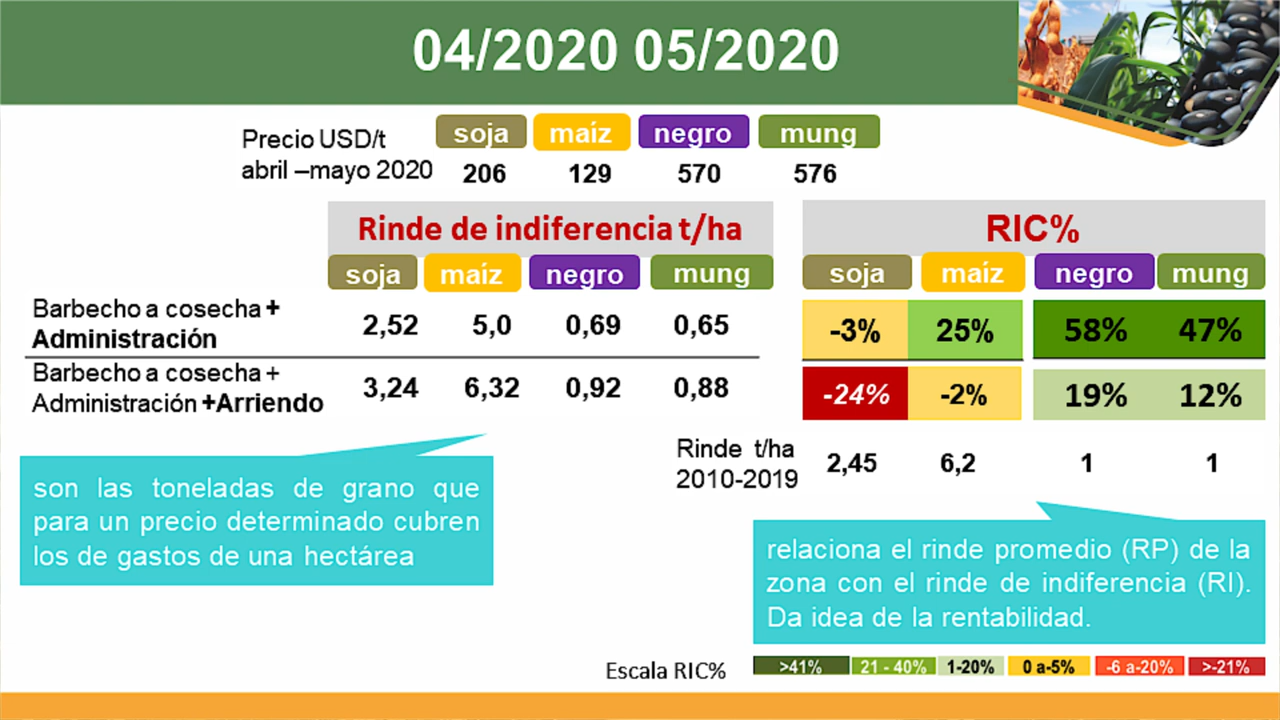 04/2020 05/2020
Precio USD/t
abril –mayo 2020
soja maíz negro mung
206 129 570 576
Rinde de indiferencia t/ha
soja maíz negro mung
Barbecho a cosecha +
Administración
2,52 5,0 0,69 0,65
Barbecho a cosecha +
Administración +Arriendo
3,24 6,32 0,92 0,88
RIC%
soja maíz negro mung
-3% 25% 58% 47%
-24% -2% 19% 12%
Rinde t/ha
2010-2019
2,45 6,2 1 1
son las toneladas de grano que
para un precio determinado cubren
los de gastos de una hectárea
relaciona el rinde promedio (RP) de la
zona con el rinde de indiferencia (RI).
Da idea de la rentabilidad.
Escala RIC%
>41% 21 - 40% 1-20% 0 a-5% -6 a-20% >-21%